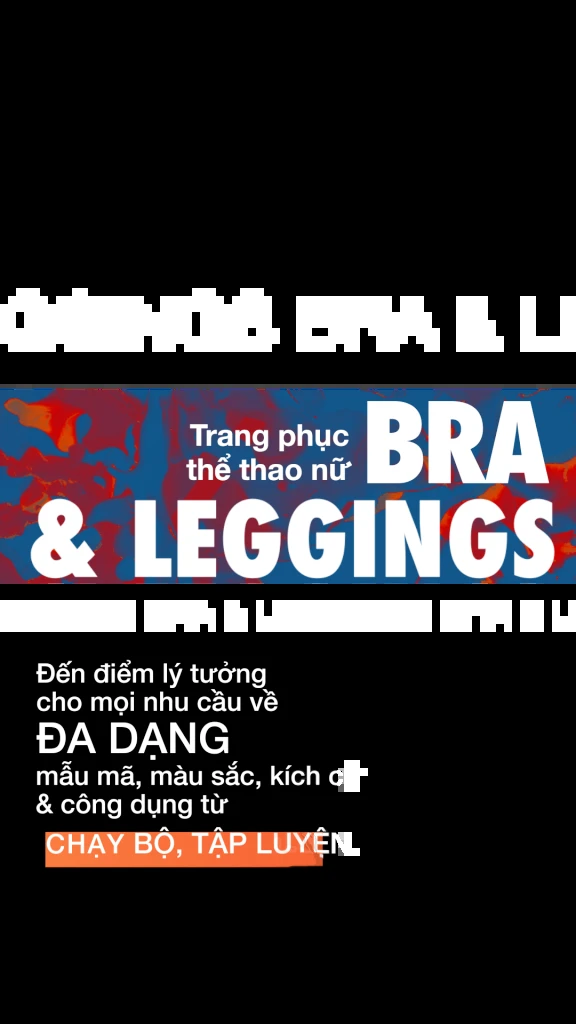 Trang phục
thể thao nữ
BRA
& LEGGINGS
Đến điểm lý tưởng
cho mọi nhu cầu về
ĐA DẠNG
mẫu mã, màu sắc, kích
& công dụng từ
CHẠY BỘ, TẬP LUYỆN